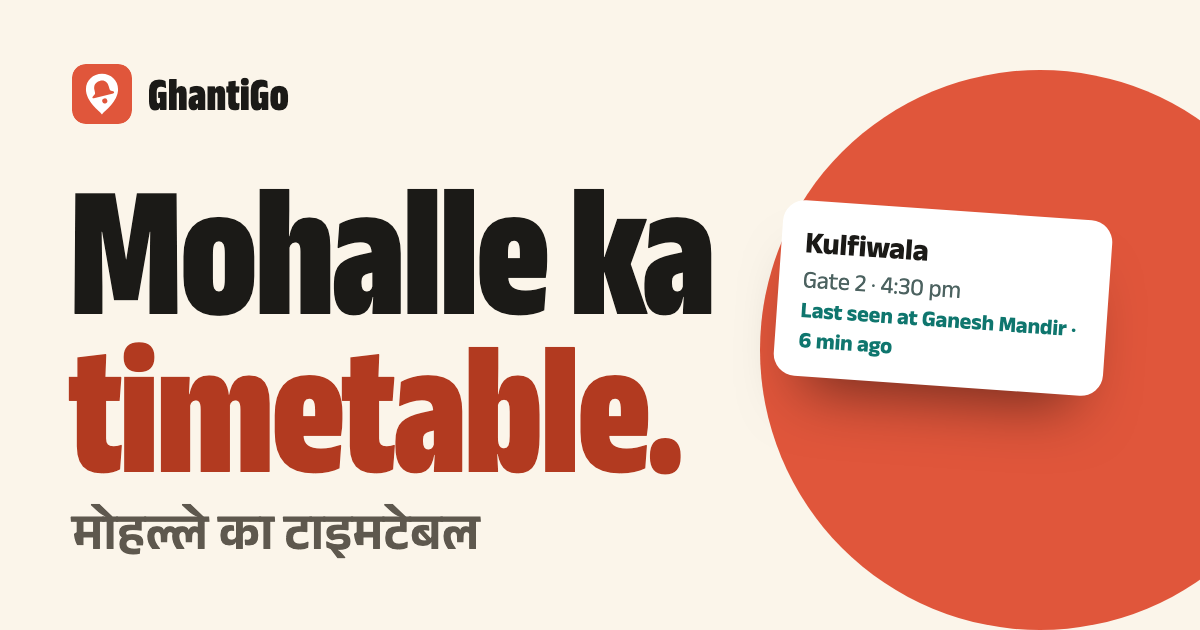 GhantiGo
Mohalle ka
timetable.
मोहल्ले का टाइमटेबल
Kulfiwala
Gate 2 · 4:30 pm
Last seen at Ganesh Mandir ·
6 min ago